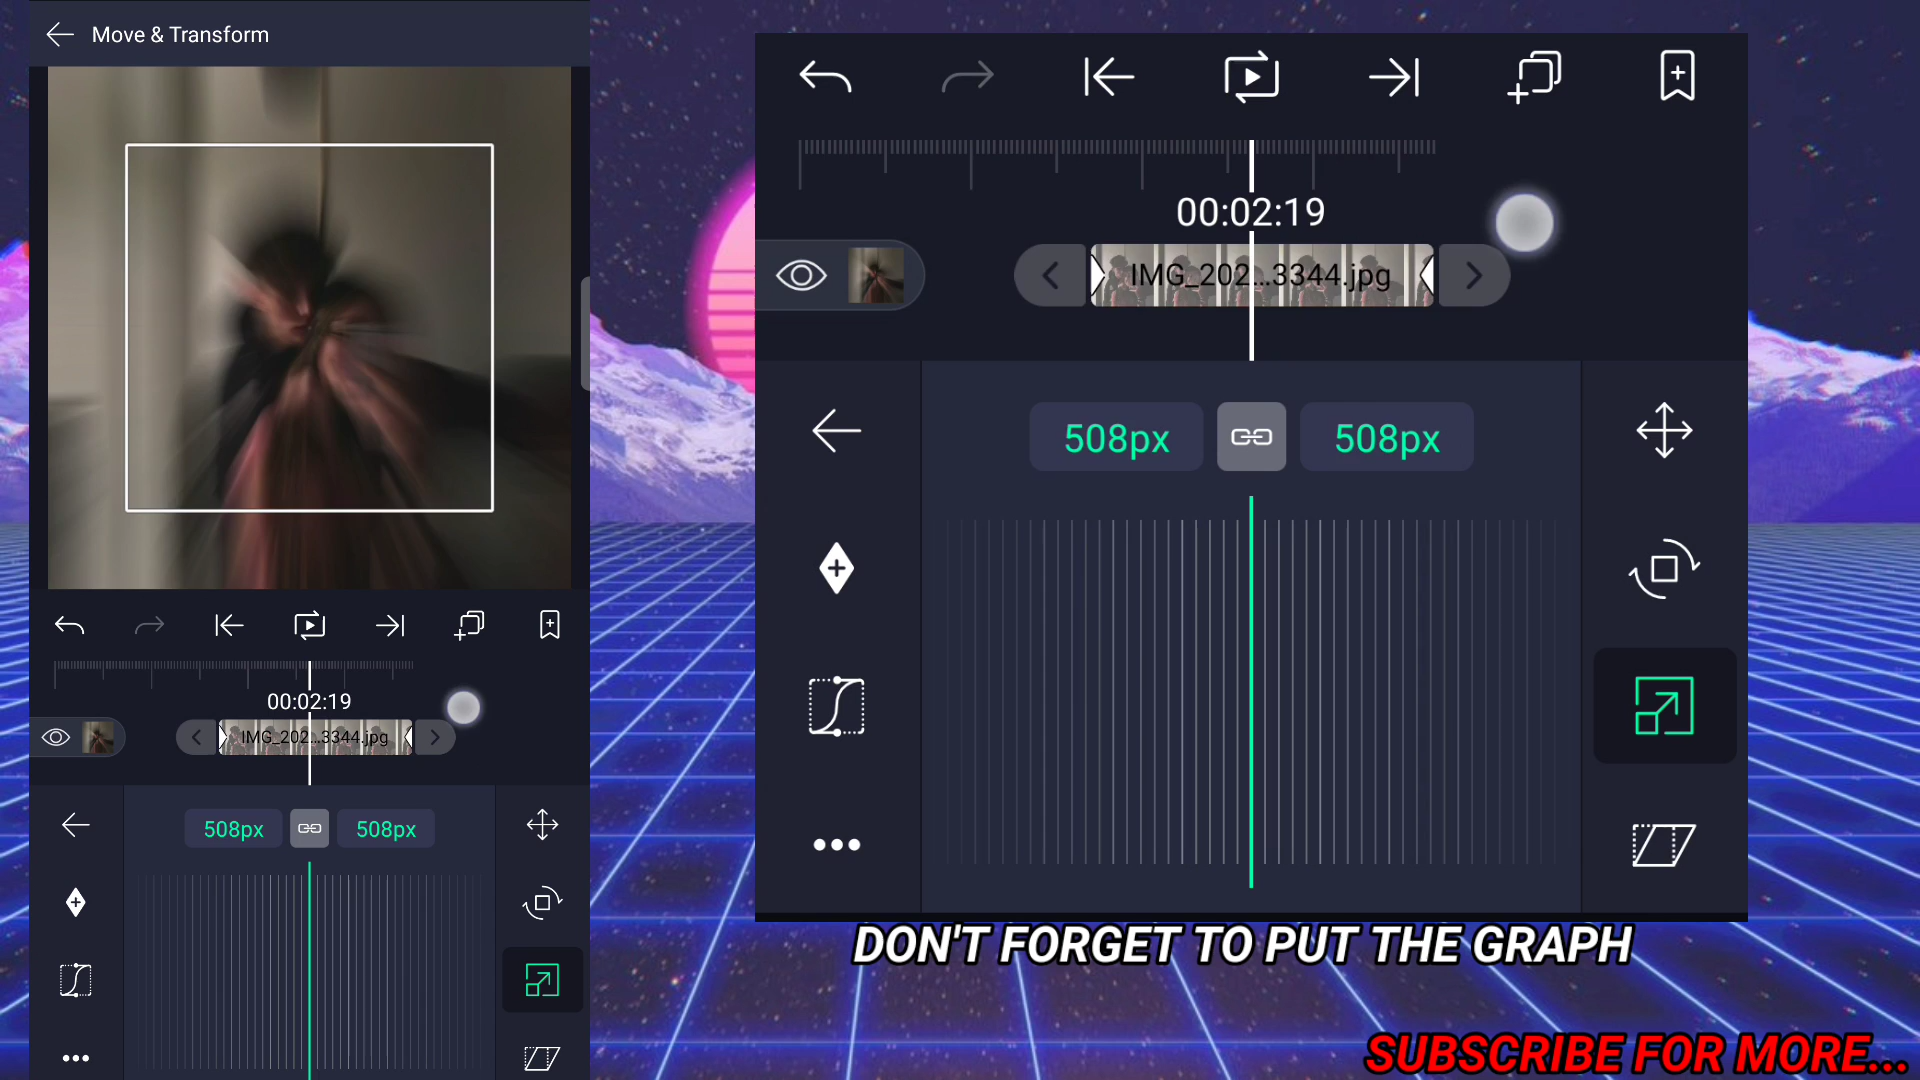 Move & Transform
00:02:19
IMG_202...3344.jpg
508px
508px
00:02:19
IMG_202...3344.jpg
508px
508px
DON'T FORGET TO PUT THE GRAPH
SUBSCRIBE FOR MORE...